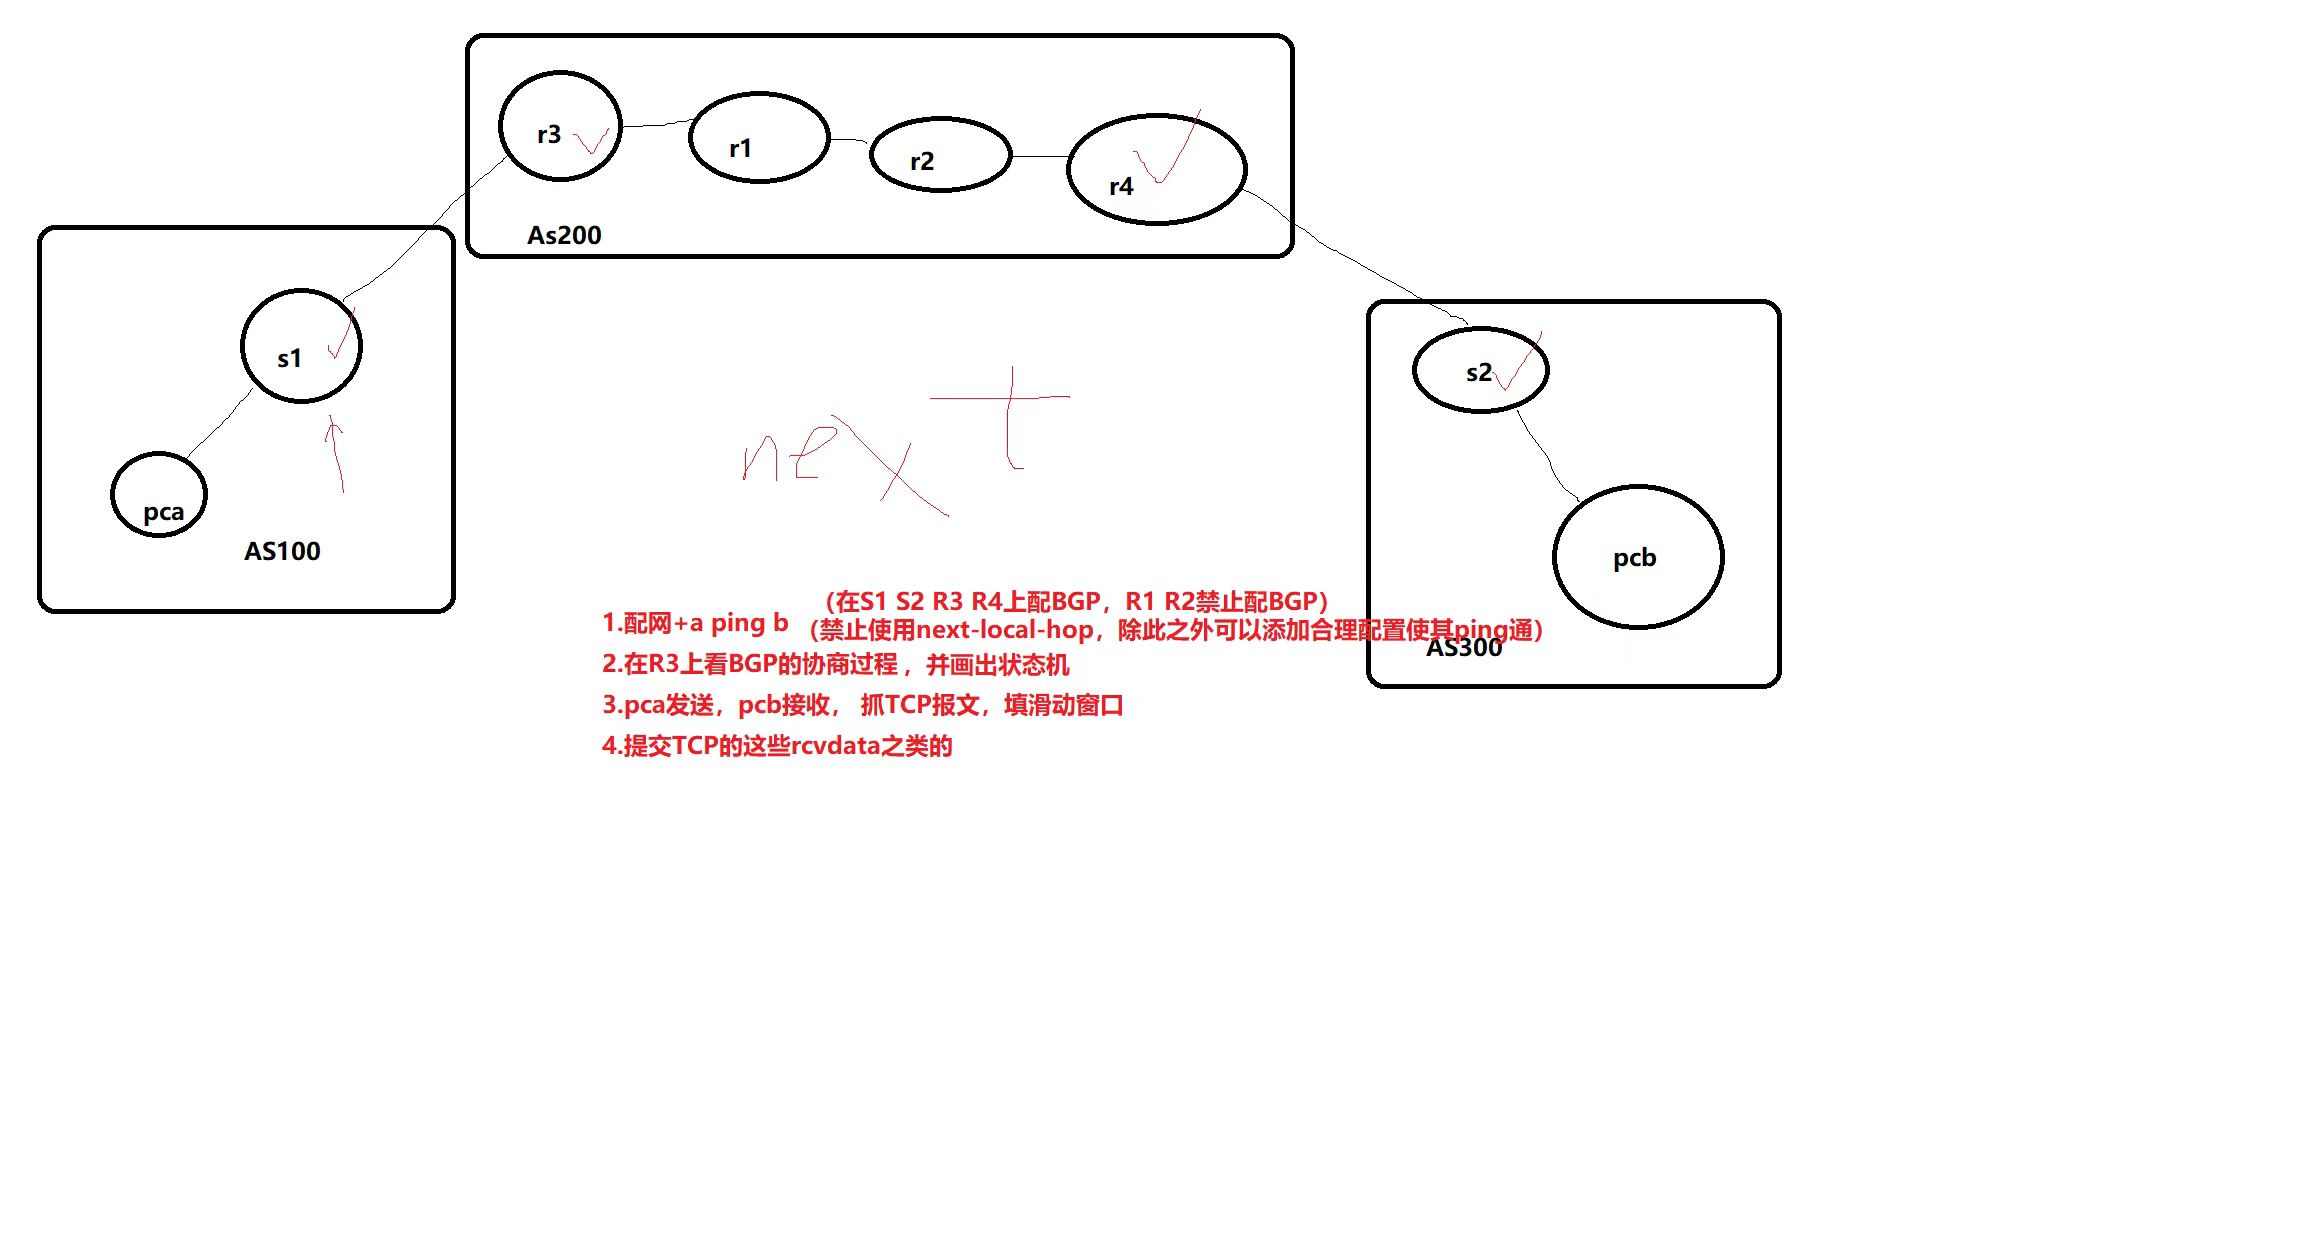 r3
r1
r2
r4
As200
s1
s2
pca
AS100
next
pcb
（在S1 S2 R3 R4上配BGP，R1 R2禁止配BGP）
1.配网+a ping b
（禁止使用next-local-hop，除此之外可以添加合理配置使其ping通）
AS300
2.在R3上看BGP的协商过程 ，并画出状态机
3.pca发送，pcb接收， 抓TCP报文，填滑动窗口
4.提交TCP的这些rcvdata之类的